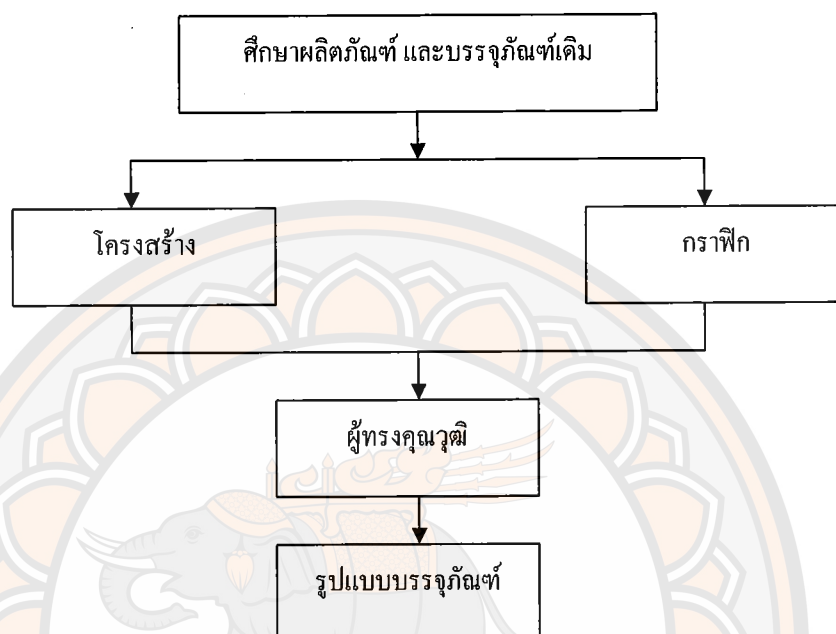 ศึกษาผลิตภัณฑ์ และบรรจุภัณฑ์เดิม
โครงสร้าง
กราฟิก
ผู้ทรงคุณวุฒิ
รูปแบบบรรจุภัณฑ์